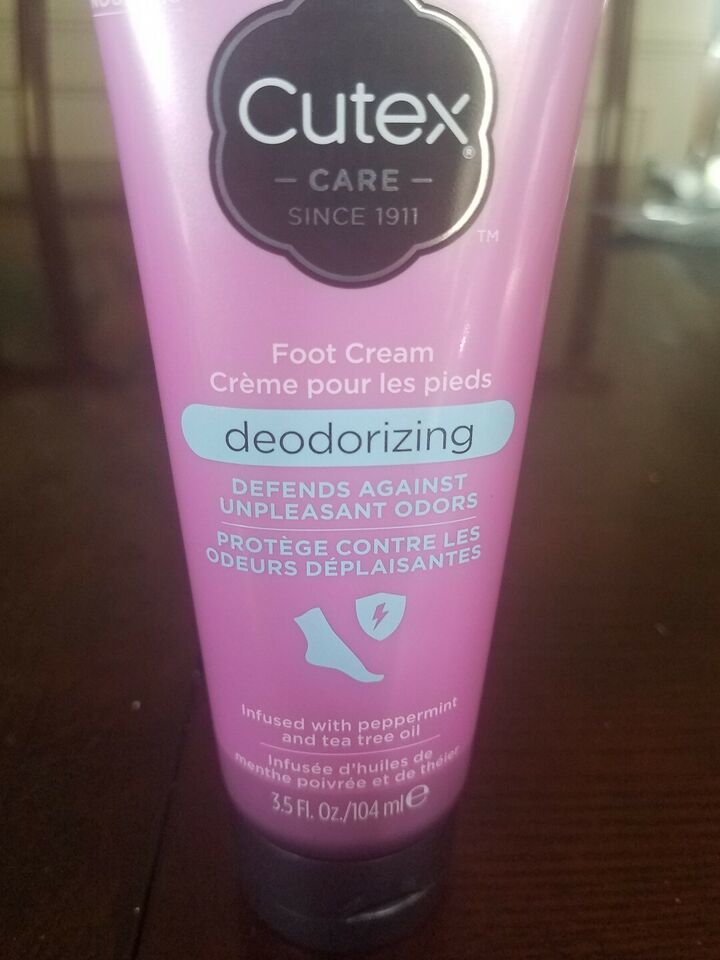 Cutex®
– CARE –
SINCE 1911
TM
Foot Cream
Crème pour les pieds
deodorizing
DEFENDS AGAINST
UNPLEASANT ODORS
PROTÈGE CONTRE LES
ODEURS DÉPLAISANTES
Infused with peppermint
and tea tree oil
Infusée d'huiles de
menthe poivrée et de théier
3.5 Fl. Oz./104 ml ℮